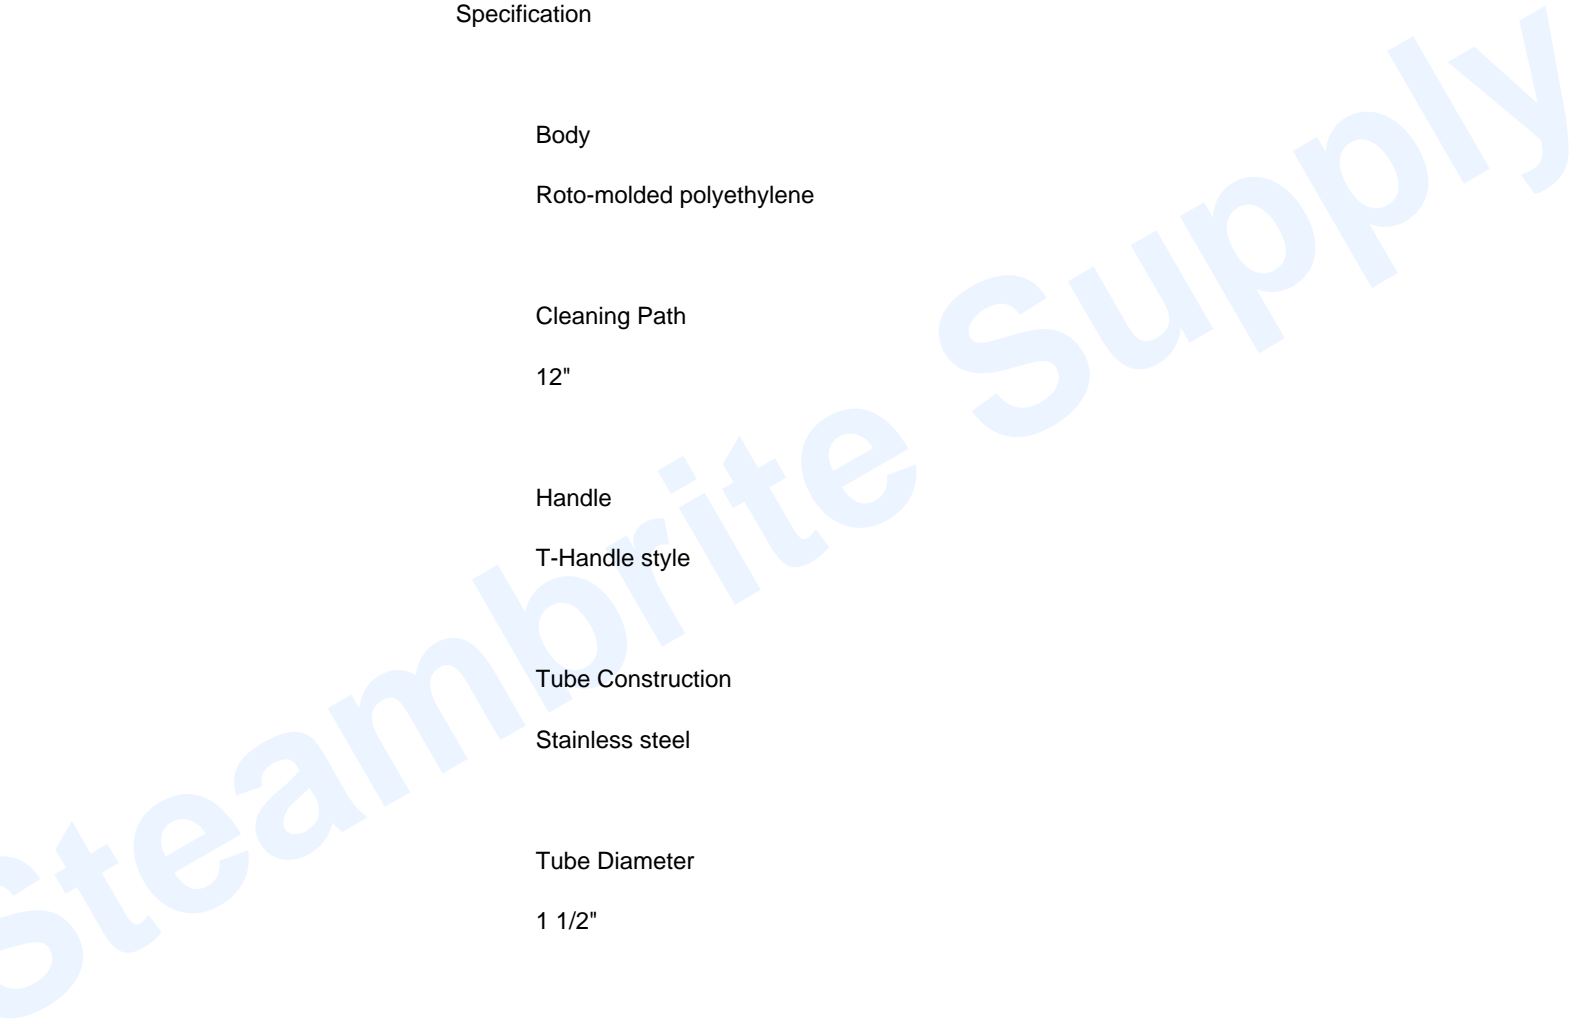 Specification
Body
Roto-molded polyethylene
Cleaning Path
12"
Handle
T-Handle style
Tube Construction
Stainless steel
Tube Diameter
1 1/2"
Steambrite Supply